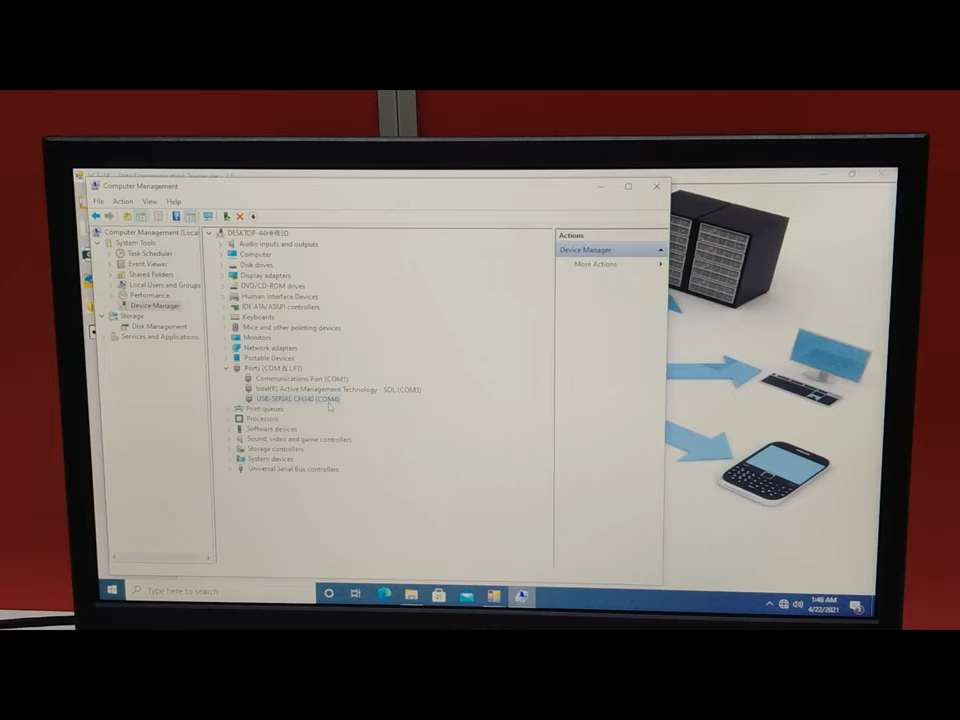 Computer Management
File Action View Help
Computer Management (Local
System Tools
Task Scheduler
Event Viewer
Shared Folders
Local Users and Groups
Performance
Device Manager
Storage
Disk Management
Services and Applications
Audio inputs and outputs
Computer
Disk drives
Display adapters
DVD/CD-ROM drives
Human Interface Devices
IDE ATA/ATAPI controllers
Keyboards
Mice and other pointing devices
Monitors
Network adapters
Portable Devices
Ports (COM & LPT)
Communications Port (COM1)
Intel(R) Active Management Technology - SOL (COM3)
USB-SERIAL CH340 (COM4)
Print queues
Processors
Software devices
Sound, video and game controllers
Storage controllers
System devices
Universal Serial Bus controllers
Actions
Device Manager
More Actions
Type here to search
1:46 AM
4/22/2021